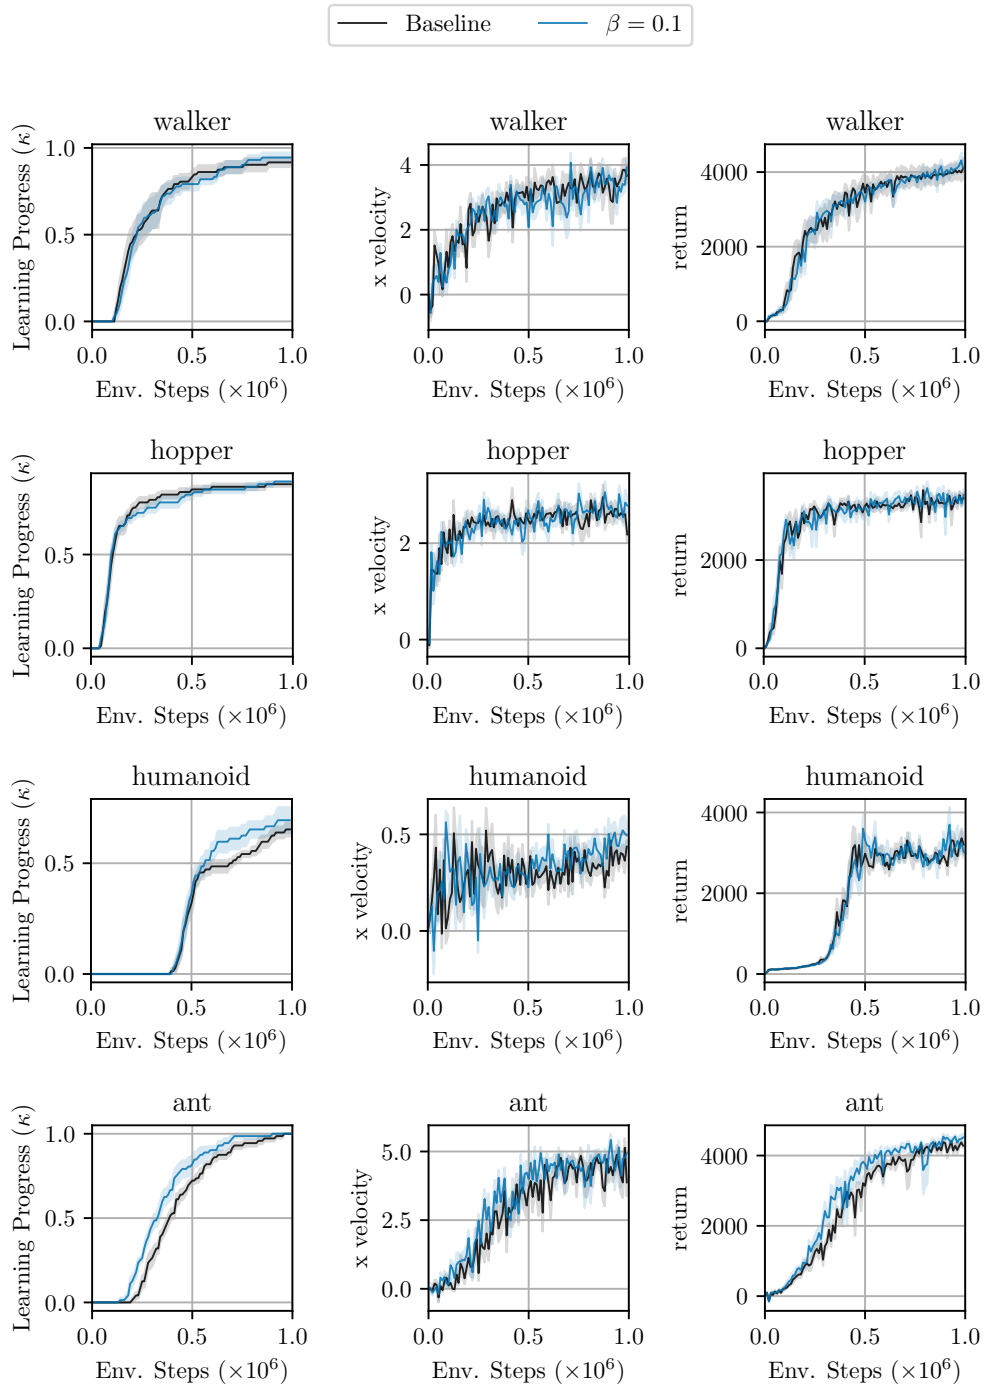 Baseline β = 0.1
walker walker walker
Learning Progress (κ)
1.0
0.5
0.0
0.0 0.5 1.0
Env. Steps (×10⁶)
x velocity
4
2
0
0.0 0.5 1.0
Env. Steps (×10⁶)
return
4000
2000
0
0.0 0.5 1.0
Env. Steps (×10⁶)
hopper hopper hopper
Learning Progress (κ)
0.5
0.0
0.0 0.5 1.0
Env. Steps (×10⁶)
x velocity
2
0
0.0 0.5 1.0
Env. Steps (×10⁶)
return
2000
0
0.0 0.5 1.0
Env. Steps (×10⁶)
humanoid humanoid humanoid
Learning Progress (κ)
0.5
0.0
0.0 0.5 1.0
Env. Steps (×10⁶)
x velocity
0.5
0.0
0.0 0.5 1.0
Env. Steps (×10⁶)
return
4000
2000
0
0.0 0.5 1.0
Env. Steps (×10⁶)
ant ant ant
Learning Progress (κ)
1.0
0.5
0.0
0.0 0.5 1.0
Env. Steps (×10⁶)
x velocity
5.0
2.5
0.0
0.0 0.5 1.0
Env. Steps (×10⁶)
return
4000
2000
0
0.0 0.5 1.0
Env. Steps (×10⁶)